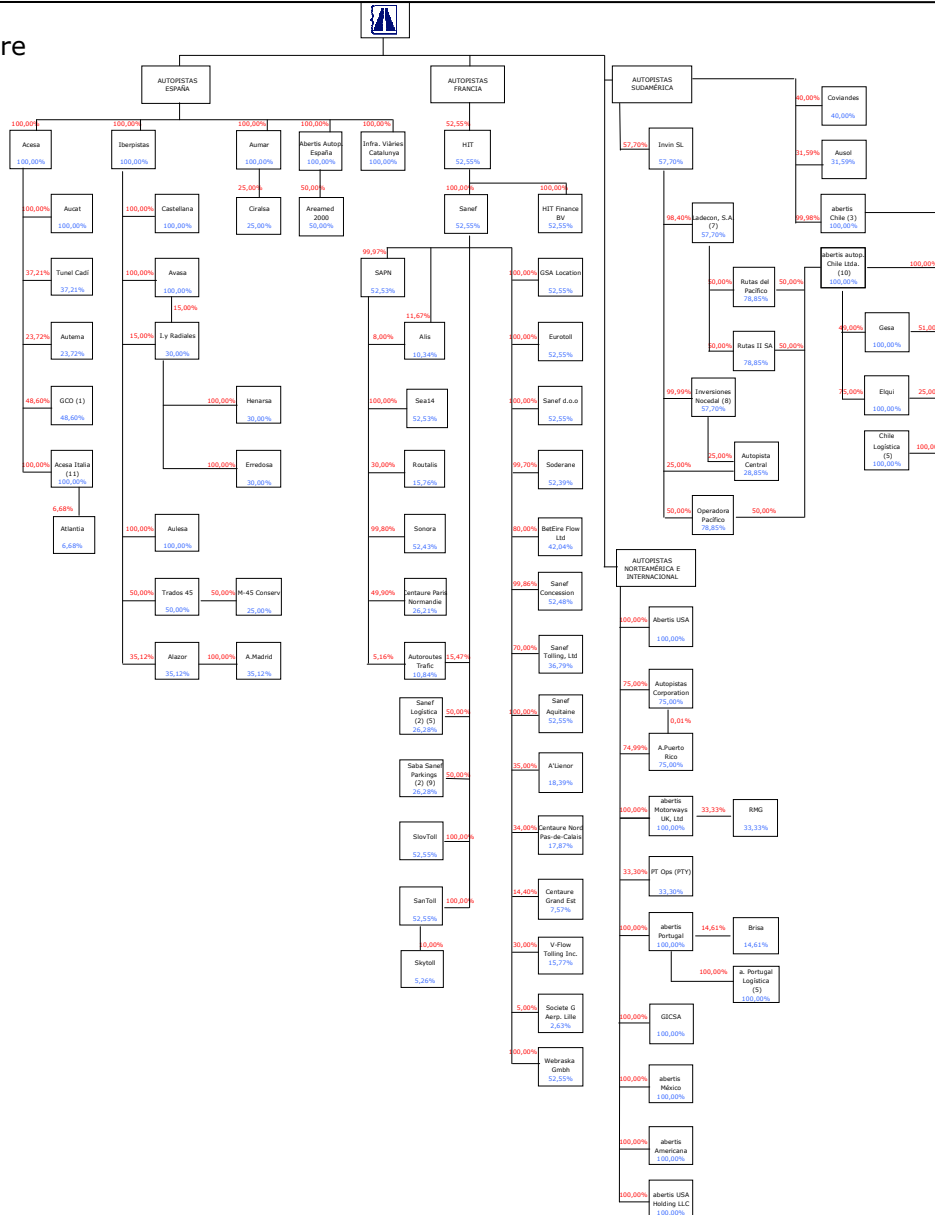 re
AUTOPISTAS
ESPAÑA
AUTOPISTAS
FRANCIA
AUTOPISTAS
SUDAMÉRICA
100,00%
Acesa
100,00%
100,00%
Iberpistas
100,00%
100,00%
Aumar
100,00%
100,00%
Abertis Autop.
España
100,00%
100,00%
Infra. Viàries
Catalunya
100,00%
52,55%
HIT
52,55%
100,00%
Aucat
100,00%
37,21%
Tunel Cadí
37,21%
23,72%
Autema
23,72%
48,60%
GCO (1)
48,60%
100,00%
Acesa Italia
(11)
100,00%
6,68%
Atlantia
6,68%
100,00%
Castellana
100,00%
100,00%
Avasa
100,00%
15,00%
15,00%
I.y Radiales
30,00%
100,00%
Henarsa
30,00%
100,00%
Erredosa
30,00%
100,00%
Aulesa
100,00%
50,00%
Trados 45
50,00%
50,00%
M-45 Conserv.
25,00%
35,12%
Alazor
35,12%
100,00%
A.Madrid
35,12%
25,00%
Ciralsa
25,00%
50,00%
Areamed
2000
50,00%
100,00%
Sanef
52,55%
100,00%
HIT Finance
BV
52,55%
99,97%
SAPN
52,53%
11,67%
8,00%
Alis
10,34%
100,00%
Sea14
52,53%
30,00%
Routalis
15,76%
99,80%
Sonora
52,43%
49,90%
Centaure Paris
Normandie
26,21%
5,16%
Autoroutes
Trafic
10,84%
15,47%
Sanef
Logística
(2) (5)
26,28%
50,00%
Saba Sanef
Parkings
(2) (9)
26,28%
50,00%
SlovToll
52,55%
100,00%
SanToll
52,55%
100,00%
10,00%
Skytoll
5,26%
100,00%
GSA Location
52,55%
100,00%
Eurotoll
52,55%
100,00%
Sanef d.o.o
52,55%
99,70%
Soderane
52,39%
80,00%
BetEire Flow
Ltd
42,04%
99,86%
Sanef
Concession
52,48%
70,00%
Sanef
Tolling, Ltd
36,79%
100,00%
Sanef
Aquitaine
52,55%
35,00%
A'Lienor
18,39%
34,00%
Centaure Nord
Pas-de-Calais
17,87%
14,40%
Centaure
Grand Est
7,57%
30,00%
V-Flow
Tolling Inc.
15,77%
5,00%
Societe G
Aerp. Lille
2,63%
100,00%
Webraska
Gmbh
52,55%
57,70%
Invin SL
57,70%
98,40%
Ladecon, S.A
(7)
57,70%
50,00%
Rutas del
Pacífico
78,85%
50,00%
50,00%
Rutas II SA
78,85%
50,00%
99,99%
Inversiones
Nocedal (8)
57,70%
25,00%
Autopista
Central
28,85%
25,00%
50,00%
Operadora
Pacífico
78,85%
50,00%
40,00%
Coviandes
40,00%
31,59%
Ausol
31,59%
99,98%
abertis
Chile (3)
100,00%
abertis autop.
Chile Ltda.
(10)
100,00%
100,00%
49,00%
Gesa
100,00%
51,00
75,00%
Elqui
100,00%
25,00
Chile
Logística
(5)
100,00%
100,00
AUTOPISTAS
NORTEAMÉRICA E
INTERNACIONAL
100,00%
Abertis USA
100,00%
75,00%
Autopistas
Corporation
75,00%
0,01%
74,99%
A.Puerto
Rico
75,00%
100,00%
abertis
Motorways
UK, Ltd
100,00%
33,33%
RMG
33,33%
33,30%
PT Ops (PTY)
33,30%
100,00%
abertis
Portugal
100,00%
14,61%
Brisa
14,61%
100,00%
a. Portugal
Logística
(5)
100,00%
100,00%
GICSA
100,00%
100,00%
abertis
México
100,00%
100,00%
abertis
Americana
100,00%
100,00%
abertis USA
Holding LLC
100,00%